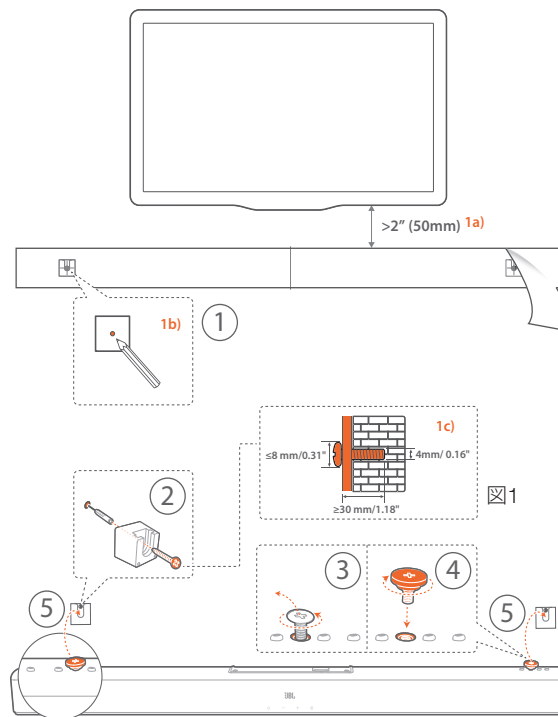 >2" (50mm) 1a)
1b)
1
1c)
≤8 mm/0.31"
4mm/ 0.16"
≥30 mm/1.18"
図1
2
3
4
5
5
JBL